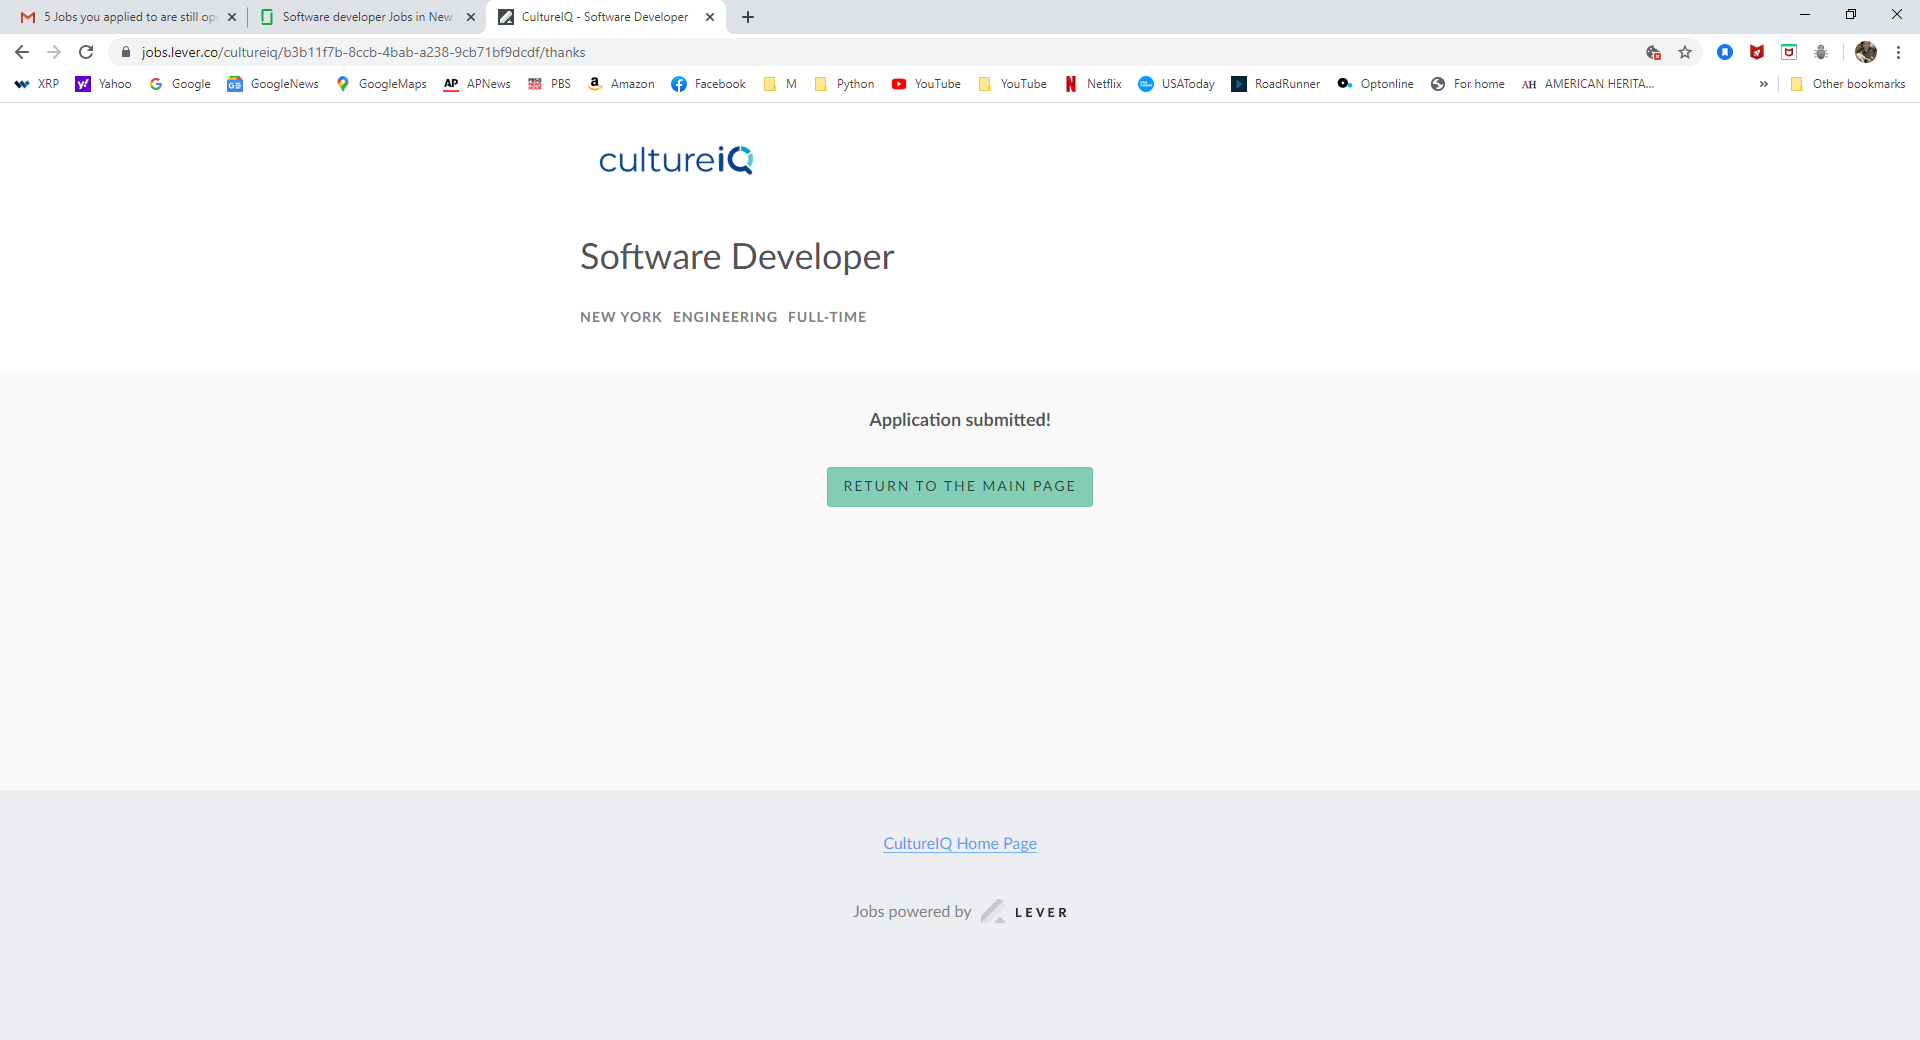 5 Jobs you applied to are still ope
Software developer Jobs in New
CultureIQ - Software Developer
jobs.lever.co/cultureiq/b3b11f7b-8ccb-4bab-a238-9cb71bf9dcdf/thanks
XRP Yahoo Google GoogleNews GoogleMaps AP APNews PBS Amazon Facebook M Python YouTube YouTube Netflix USAToday RoadRunner Optonline For home AH AMERICAN HERITA... » Other bookmarks
cultureiQ
Software Developer
NEW YORK ENGINEERING FULL-TIME
Application submitted!
RETURN TO THE MAIN PAGE
CultureIQ Home Page
Jobs powered by LEVER